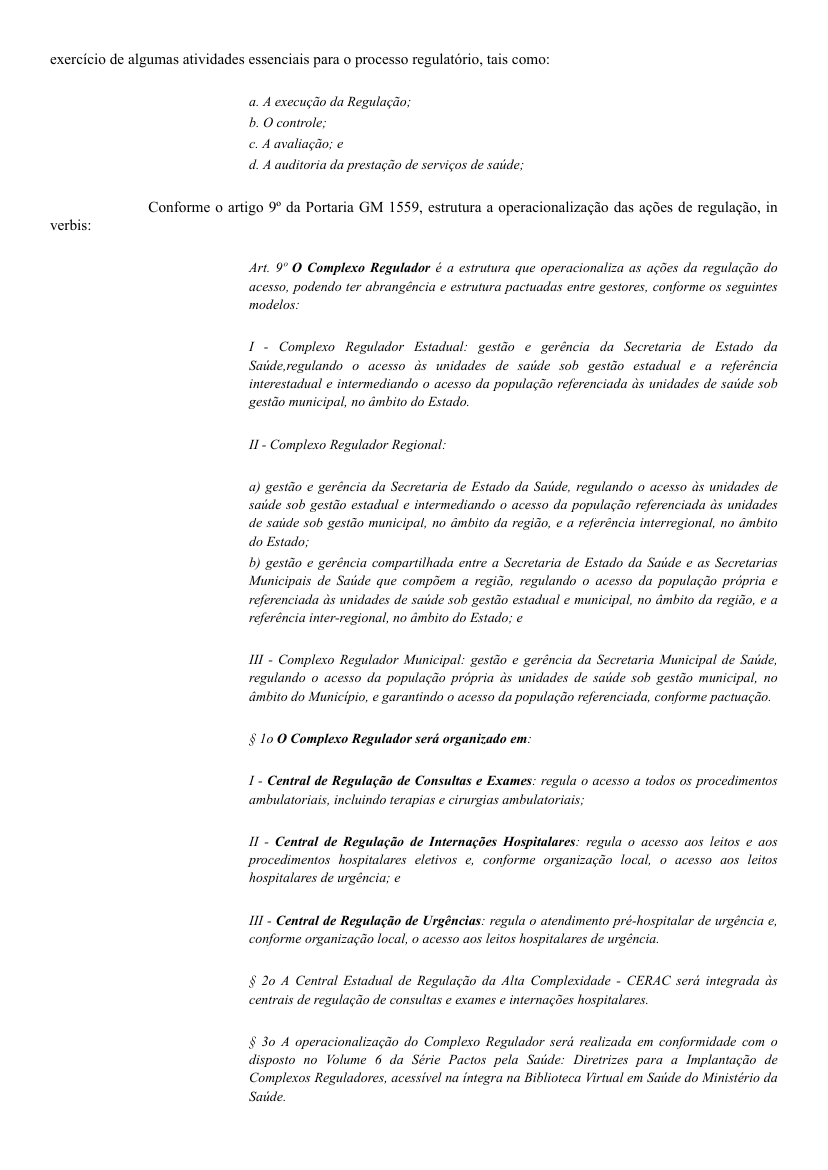 exercício de algumas atividades essenciais para o processo regulatório, tais como:
a. A execução da Regulação;
b. O controle;
c. A avaliação; e
d. A auditoria da prestação de serviços de saúde;
Conforme o artigo 9º da Portaria GM 1559, estrutura a operacionalização das ações de regulação, in
verbis:
Art. 9º O Complexo Regulador é a estrutura que operacionaliza as ações da regulação do
acesso, podendo ter abrangência e estrutura pactuadas entre gestores, conforme os seguintes
modelos:
I - Complexo Regulador Estadual: gestão e gerência da Secretaria de Estado da
Saúde,regulando o acesso às unidades de saúde sob gestão estadual e a referência
interestadual e intermediando o acesso da população referenciada às unidades de saúde sob
gestão municipal, no âmbito do Estado.
II - Complexo Regulador Regional:
a) gestão e gerência da Secretaria de Estado da Saúde, regulando o acesso às unidades de
saúde sob gestão estadual e intermediando o acesso da população referenciada às unidades
de saúde sob gestão municipal, no âmbito da região, e a referência interregional, no âmbito
do Estado;
b) gestão e gerência compartilhada entre a Secretaria de Estado da Saúde e as Secretarias
Municipais de Saúde que compõem a região, regulando o acesso da população própria e
referenciada às unidades de saúde sob gestão estadual e municipal, no âmbito da região, e a
referência inter-regional, no âmbito do Estado; e
III - Complexo Regulador Municipal: gestão e gerência da Secretaria Municipal de Saúde,
regulando o acesso da população própria às unidades de saúde sob gestão municipal, no
âmbito do Município, e garantindo o acesso da população referenciada, conforme pactuação.
§ 1o O Complexo Regulador será organizado em:
I - Central de Regulação de Consultas e Exames: regula o acesso a todos os procedimentos
ambulatoriais, incluindo terapias e cirurgias ambulatoriais;
II - Central de Regulação de Internações Hospitalares: regula o acesso aos leitos e aos
procedimentos hospitalares eletivos e, conforme organização local, o acesso aos leitos
hospitalares de urgência; e
III - Central de Regulação de Urgências: regula o atendimento pré-hospitalar de urgência e,
conforme organização local, o acesso aos leitos hospitalares de urgência.
§ 2o A Central Estadual de Regulação da Alta Complexidade - CERAC será integrada às
centrais de regulação de consultas e exames e internações hospitalares.
§ 3o A operacionalização do Complexo Regulador será realizada em conformidade com o
disposto no Volume 6 da Série Pactos pela Saúde: Diretrizes para a Implantação de
Complexos Reguladores, acessível na íntegra na Biblioteca Virtual em Saúde do Ministério da
Saúde.